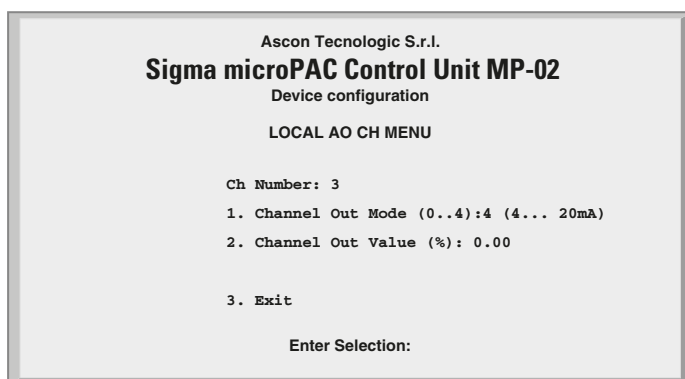 Ascon Tecnologic S.r.l.
Sigma microPAC Control Unit MP-02
Device configuration
LOCAL AO CH MENU
Ch Number: 3
1. Channel Out Mode (0..4):4 (4... 20mA)
2. Channel Out Value (%): 0.00
3. Exit
Enter Selection: